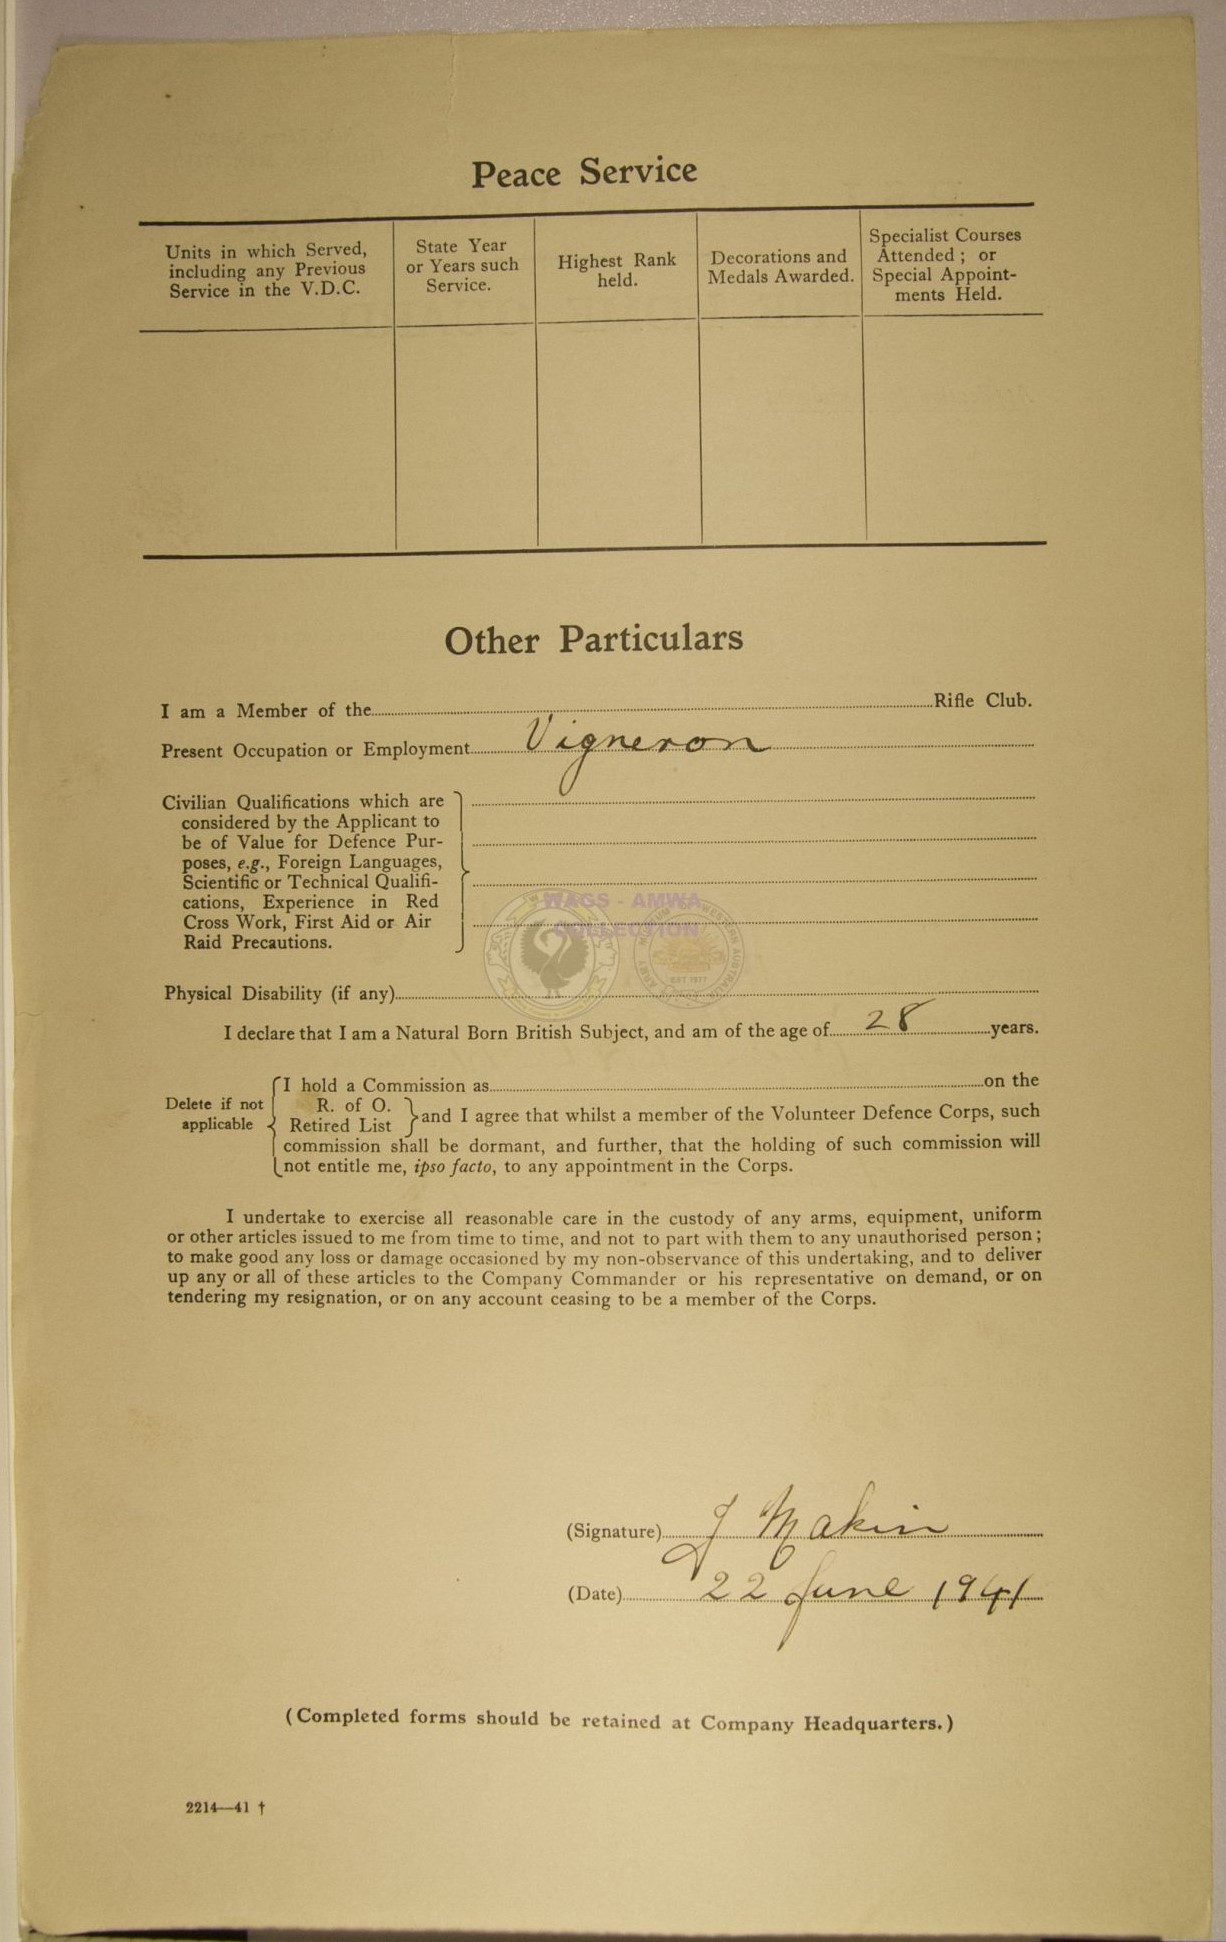 Peace Service
Units in which Served,
including any Previous
Service in the V.D.C.
State Year
or Years such
Service.
Highest Rank
held.
Decorations and
Medals Awarded.
Specialist Courses
Attended ; or
Special Appoint-
ments Held.
Other Particulars
I am a Member of the Rifle Club.
Present Occupation or Employment Vigneron
Civilian Qualifications which are
considered by the Applicant to
be of Value for Defence Pur-
poses, e.g., Foreign Languages,
Scientific or Technical Qualifi-
cations, Experience in Red
Cross Work, First Aid or Air
Raid Precautions.
WAGS - AMWA
COLLECTION
Physical Disability (if any)
I declare that I am a Natural Born British Subject, and am of the age of 28 years.
Delete if not
applicable
I hold a Commission as on the
R. of O.
Retired List
and I agree that whilst a member of the Volunteer Defence Corps, such
commission shall be dormant, and further, that the holding of such commission will
not entitle me, ipso facto, to any appointment in the Corps.
I undertake to exercise all reasonable care in the custody of any arms, equipment, uniform
or other articles issued to me from time to time, and not to part with them to any unauthorised person ;
to make good any loss or damage occasioned by my non-observance of this undertaking, and to deliver
up any or all of these articles to the Company Commander or his representative on demand, or on
tendering my resignation, or on any account ceasing to be a member of the Corps.
(Signature) J Makin
(Date) 22 June 1941
(Completed forms should be retained at Company Headquarters.)
2214—41 †